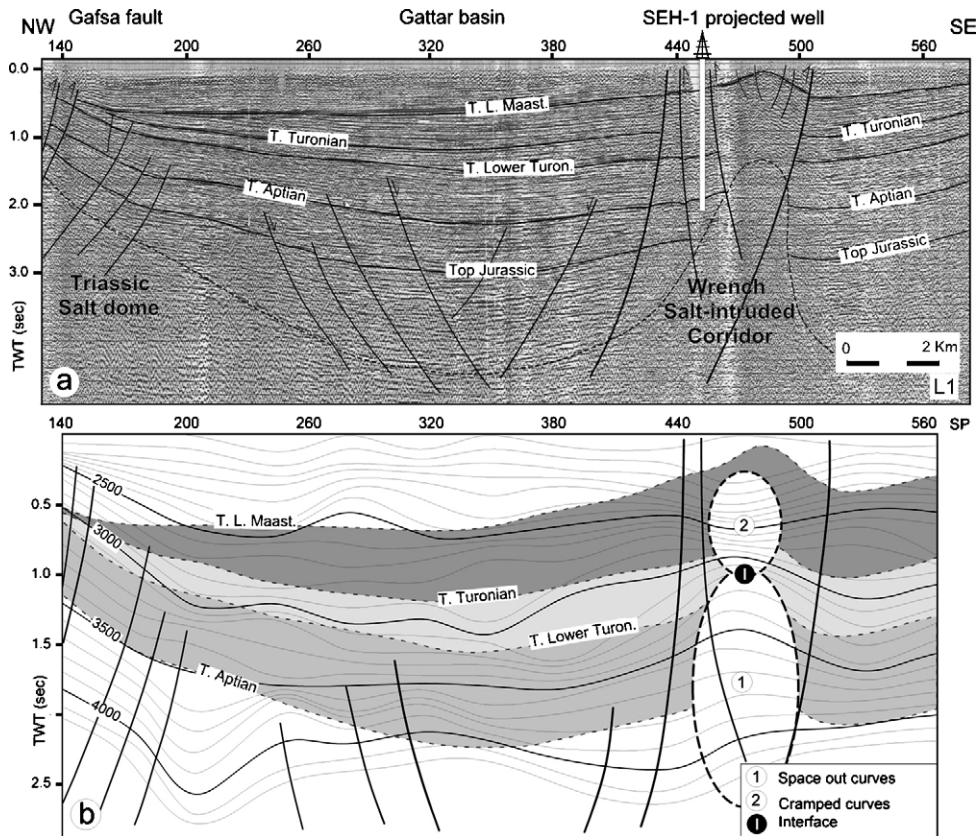 Gafsa fault Gattar basin SEH-1 projected well
NW SE
140 200 260 320 380 440 500 560
0.0
T. L. Maast.
T. Turonian T. Turonian
1.0
T. Lower Turon.
T. Aptian T. Aptian
2.0
Top Jurassic Top Jurassic
3.0
Triassic
Salt dome
Wrench
Salt-intruded
Corridor
TWT (sec)
0 2 Km
a L1
140 200 260 320 380 440 500 560 SP
2500
0.5
T. L. Maast.
2
3000
1.0
I
T. Turonian
T. Lower Turon.
3500
1.5
T. Aptian
1
4000
TWT (sec)
2.5
b
1 Space out curves
2 Cramped curves
I Interface